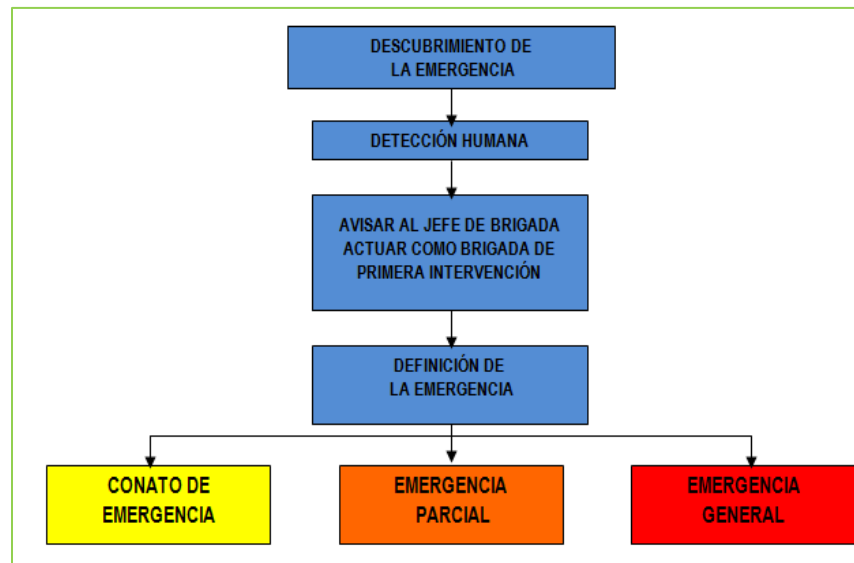 DESCUBRIMIENTO DE
LA EMERGENCIA
DETECCIÓN HUMANA
AVISAR AL JEFE DE BRIGADA
ACTUAR COMO BRIGADA DE
PRIMERA INTERVENCIÓN
DEFINICIÓN DE
LA EMERGENCIA
CONATO DE
EMERGENCIA
EMERGENCIA
PARCIAL
EMERGENCIA
GENERAL